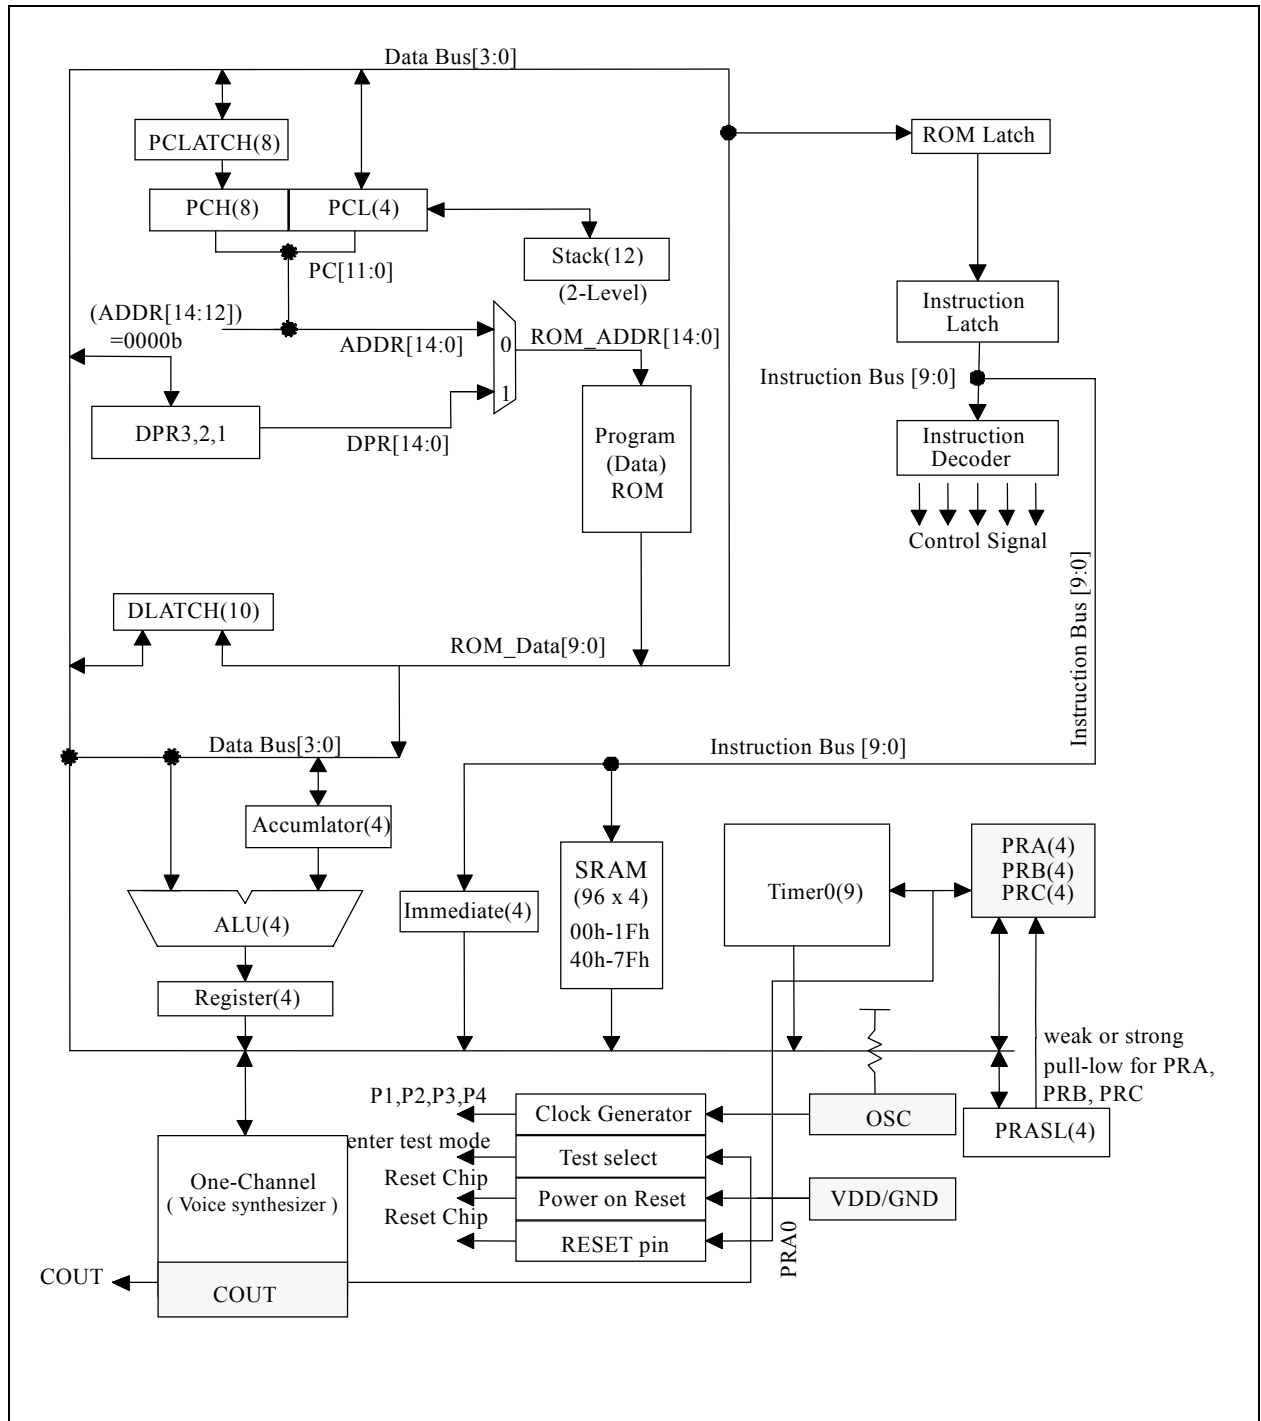 Data Bus[3:0]
PCLATCH(8)
ROM Latch
PCH(8)
PCL(4)
Stack(12)
(2-Level)
PC[11:0]
(ADDR[14:12])
=0000b
ADDR[14:0]
0
1
ROM_ADDR[14:0]
Instruction
Latch
Instruction Bus [9:0]
DPR3,2,1
DPR[14:0]
Program
(Data)
ROM
Instruction
Decoder
Control Signal
Instruction Bus [9:0]
DLATCH(10)
ROM_Data[9:0]
Data Bus[3:0]
Instruction Bus [9:0]
Accumlator(4)
ALU(4)
Register(4)
Immediate(4)
SRAM
(96 x 4)
00h-1Fh
40h-7Fh
Timer0(9)
PRA(4)
PRB(4)
PRC(4)
weak or strong
pull-low for PRA,
PRB, PRC
PRASL(4)
P1,P2,P3,P4
Clock Generator
OSC
enter test mode
Test select
Reset Chip
Power on Reset
VDD/GND
Reset Chip
RESET pin
PRA0
One-Channel
( Voice synthesizer )
COUT
COUT